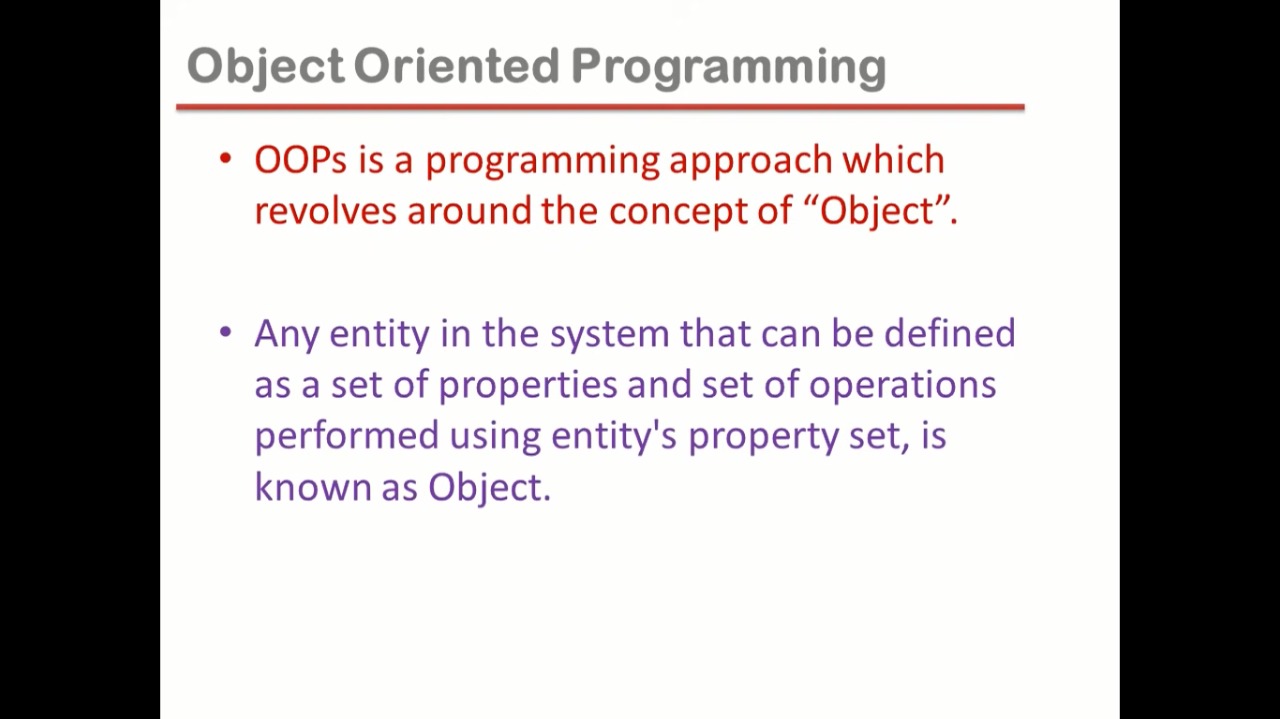 Object Oriented Programming
• OOPs is a programming approach which
revolves around the concept of “Object”.
• Any entity in the system that can be defined
as a set of properties and set of operations
performed using entity's property set, is
known as Object.